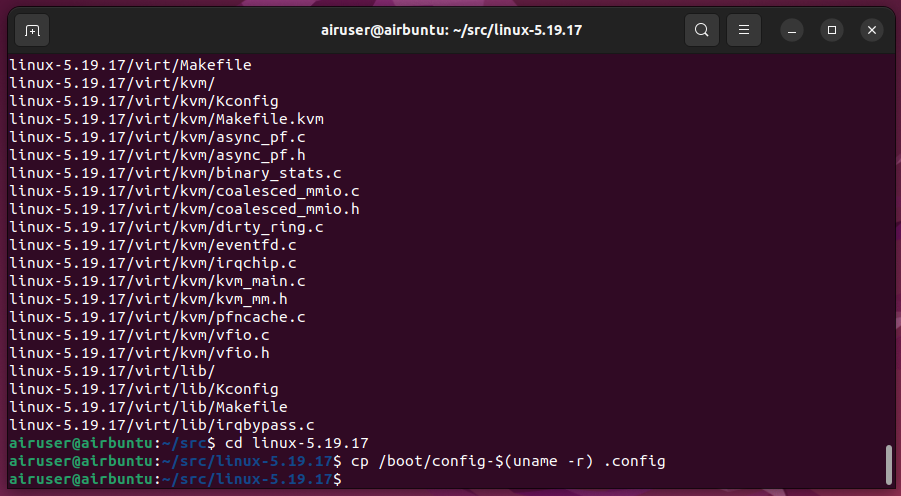 airuser@airbuntu: ~/src/linux-5.19.17
linux-5.19.17/virt/Makefile
linux-5.19.17/virt/kvm/
linux-5.19.17/virt/kvm/Kconfig
linux-5.19.17/virt/kvm/Makefile.kvm
linux-5.19.17/virt/kvm/async_pf.c
linux-5.19.17/virt/kvm/async_pf.h
linux-5.19.17/virt/kvm/binary_stats.c
linux-5.19.17/virt/kvm/coalesced_mmio.c
linux-5.19.17/virt/kvm/coalesced_mmio.h
linux-5.19.17/virt/kvm/dirty_ring.c
linux-5.19.17/virt/kvm/eventfd.c
linux-5.19.17/virt/kvm/irqchip.c
linux-5.19.17/virt/kvm/kvm_main.c
linux-5.19.17/virt/kvm/kvm_mm.h
linux-5.19.17/virt/kvm/pfncache.c
linux-5.19.17/virt/kvm/vfio.c
linux-5.19.17/virt/kvm/vfio.h
linux-5.19.17/virt/lib/
linux-5.19.17/virt/lib/Kconfig
linux-5.19.17/virt/lib/Makefile
linux-5.19.17/virt/lib/irqbypass.c
airuser@airbuntu:~/src$ cd linux-5.19.17
airuser@airbuntu:~/src/linux-5.19.17$ cp /boot/config-$(uname -r) .config
airuser@airbuntu:~/src/linux-5.19.17$